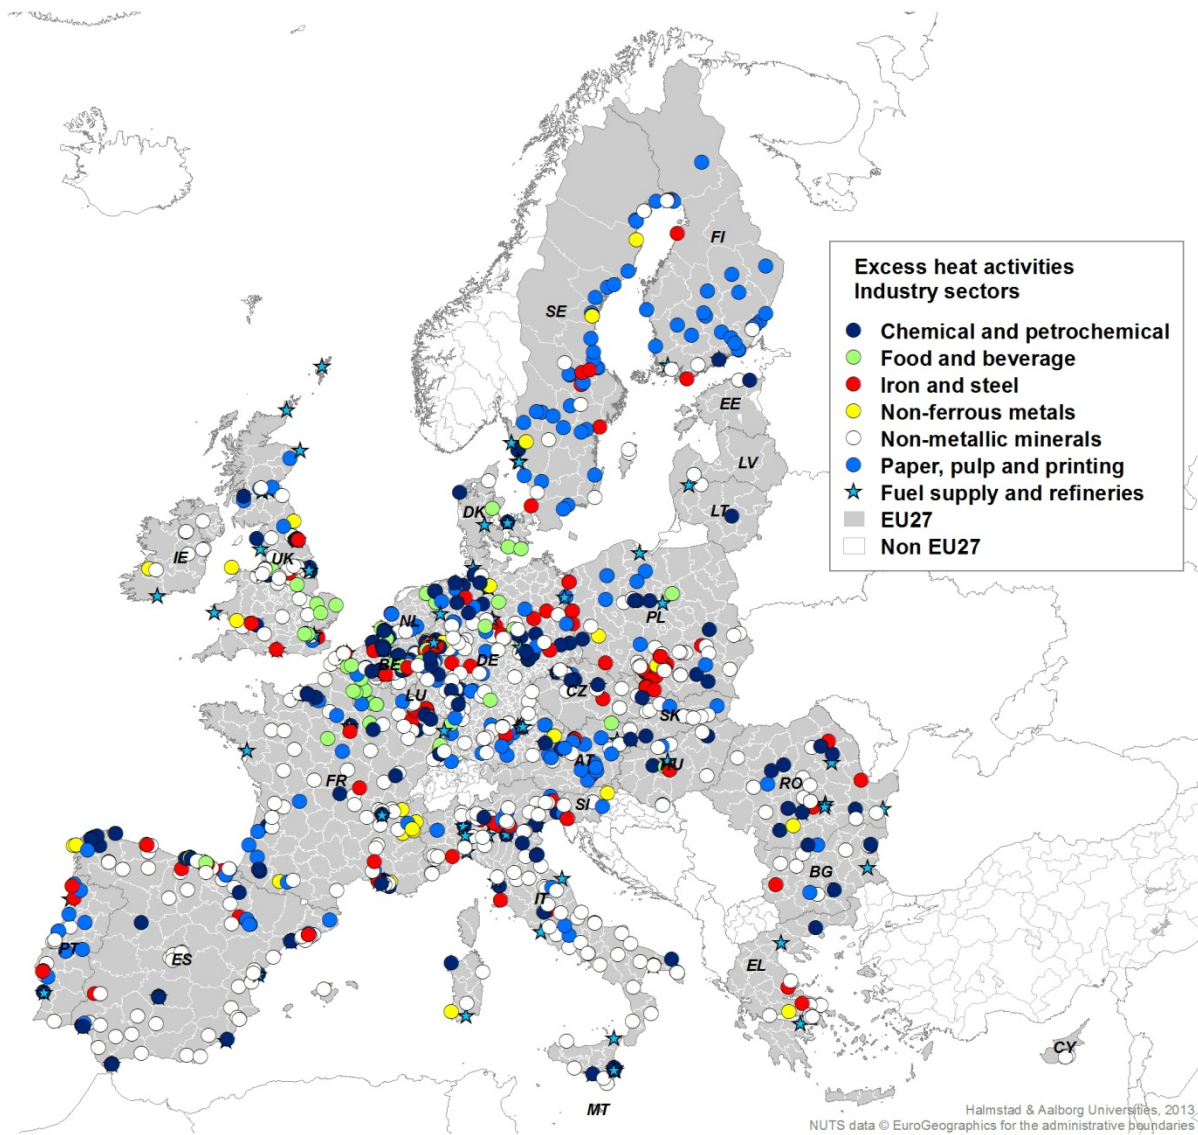 FI
SE
Excess heat activities
Industry sectors
Chemical and petrochemical
Food and beverage
Iron and steel
Non-ferrous metals
Non-metallic minerals
Paper, pulp and printing
Fuel supply and refineries
EU27
Non EU27
EE
LV
LT
DK
IE
UK
NL
PL
BE
DE
LU
CZ
SK
AT
HU
FR
SI
RO
BG
IT
PT
ES
EL
CY
MT
Halmstad & Aalborg Universities, 2013
NUTS data © EuroGeographics for the administrative boundaries